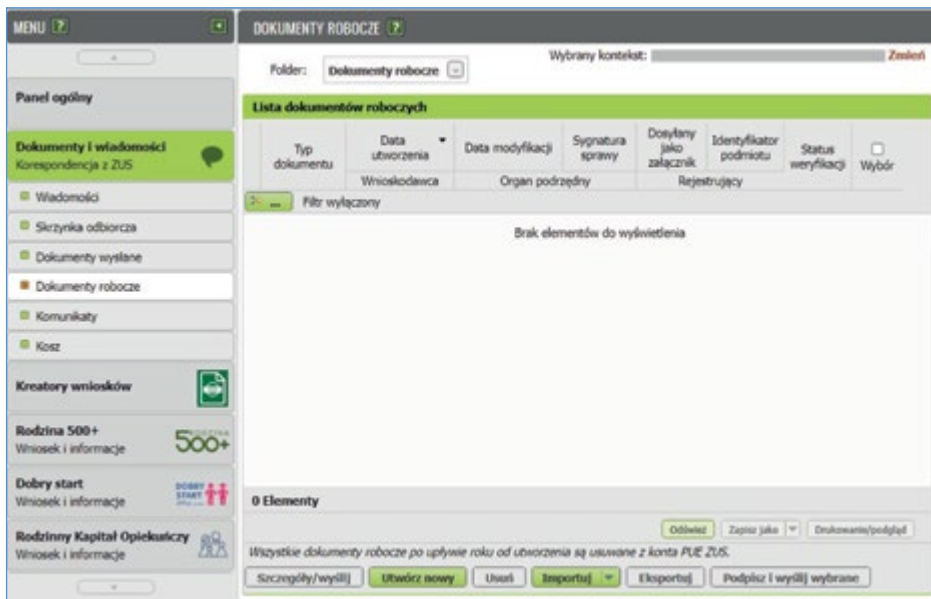 MENU ?
DOKUMENTY ROBOCZE ?
Wybrany kontekst:
Zmień
Folder: Dokumenty robocze
Panel ogólny
Lista dokumentów roboczych
Dokumenty i wiadomości
Korespondencja z ZUS
Typ dokumentu
Data utworzenia
Data modyfikacji
Sygnatura sprawy
Dosyłany jako załącznik
Identyfikator podmiotu
Status weryfikacji
Wybór
Wnioskodawca
Organ podrzędny
Rejestrujący
... Filtr wyłączony
Brak elementów do wyświetlenia
Wiadomości
Skrzynka odbiorcza
Dokumenty wysłane
Dokumenty robocze
Komunikaty
Kosz
Kreatory wniosków
Rodzina 500+
Wniosek i informacje
RODZINA
500+
Dobry start
Wniosek i informacje
DOBRY
START
Rodzinny Kapitał Opiekuńczy
Wniosek i informacje
0 Elementy
Odśwież
Zapisz jako
Drukowanie/podgląd
Wszystkie dokumenty robocze po upływie roku od utworzenia są usuwane z konta PUE ZUS.
Szczegóły/wyślij
Utwórz nowy
Usuń
Importuj
Eksportuj
Podpisz i wyślij wybrane